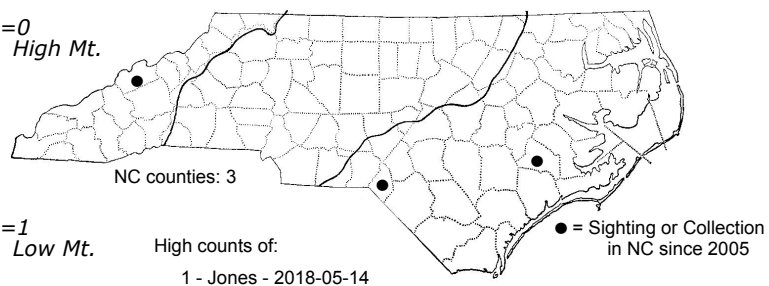 =0
High Mt.
NC counties: 3
=1
Low Mt.
High counts of:
1 - Jones - 2018-05-14
● = Sighting or Collection
in NC since 2005